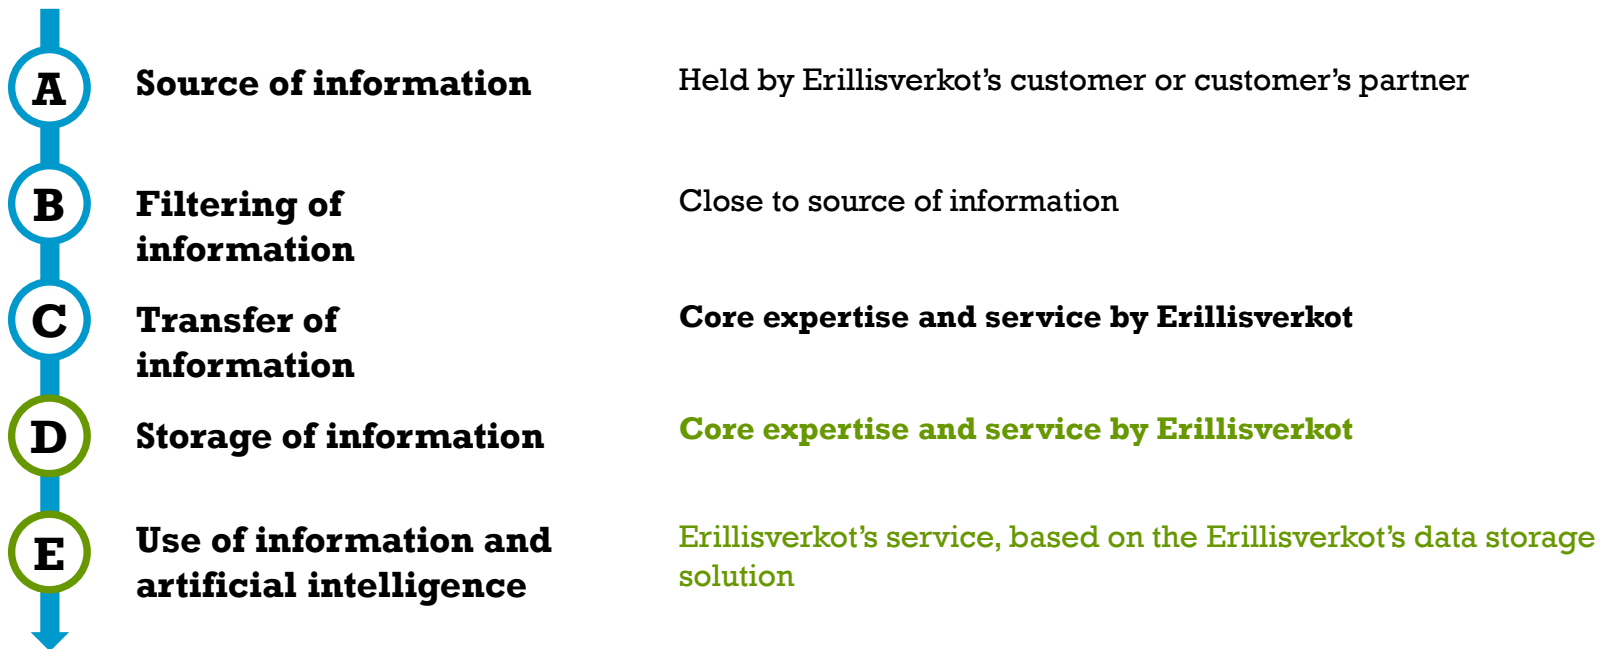 A
Source of information
Held by Erillisverkot’s customer or customer’s partner
B
Filtering of
information
Close to source of information
C
Transfer of
information
Core expertise and service by Erillisverkot
D
Storage of information
Core expertise and service by Erillisverkot
E
Use of information and
artificial intelligence
Erillisverkot’s service, based on the Erillisverkot’s data storage
solution